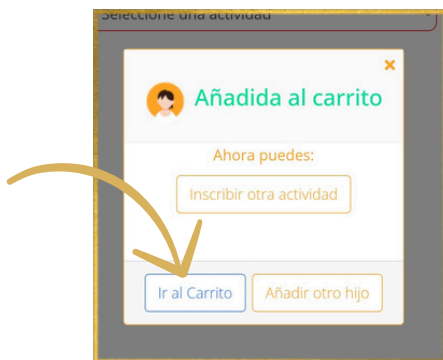 Seleccione una actividad
×
Añadida al carrito
Ahora puedes:
Inscribir otra actividad
Ir al Carrito
Añadir otro hijo